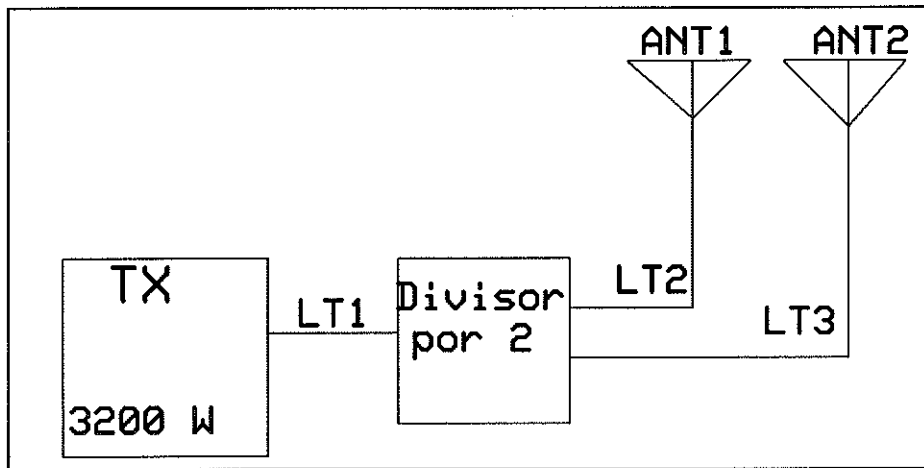 ANT1
ANT2
TX
3200 W
LT1
Divisor
por 2
LT2
LT3